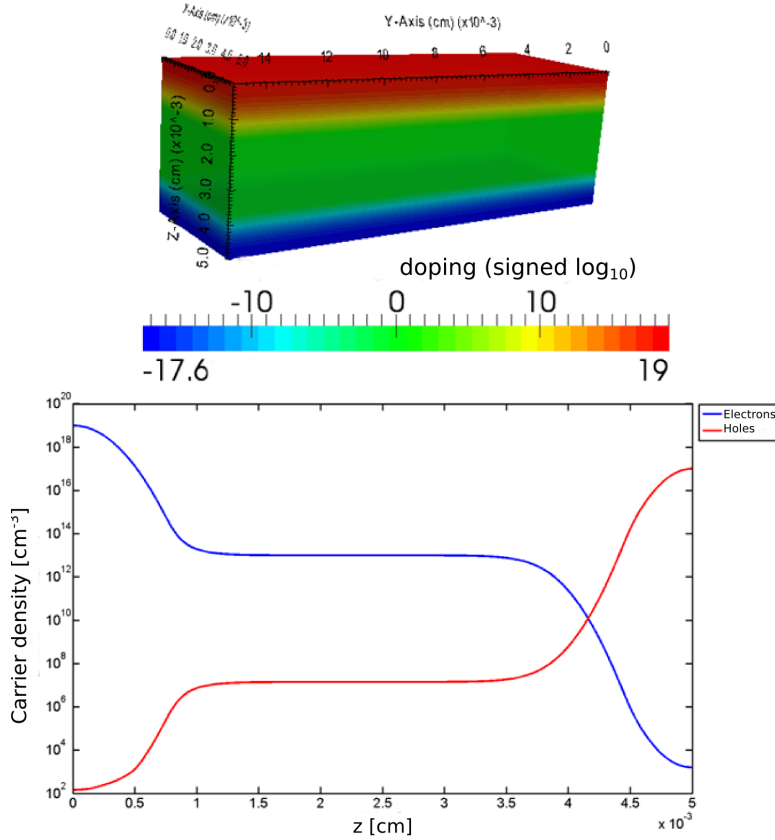 Y-Axis (cm) (x10^-3)
14 12 10 8 6 4 2 0
Z-Axis (cm) (x10^-3)
1.0
2.0
3.0
4.0
5.0
doping (signed log10)
-10 0 10
-17.6 19
10^20
10^18
10^16
10^14
10^12
10^10
10^8
10^6
10^4
10^2
Carrier density [cm^-3]
Electrons
Holes
0 0.5 1 1.5 2 2.5 3 3.5 4 4.5 5
x 10^-3
z [cm]